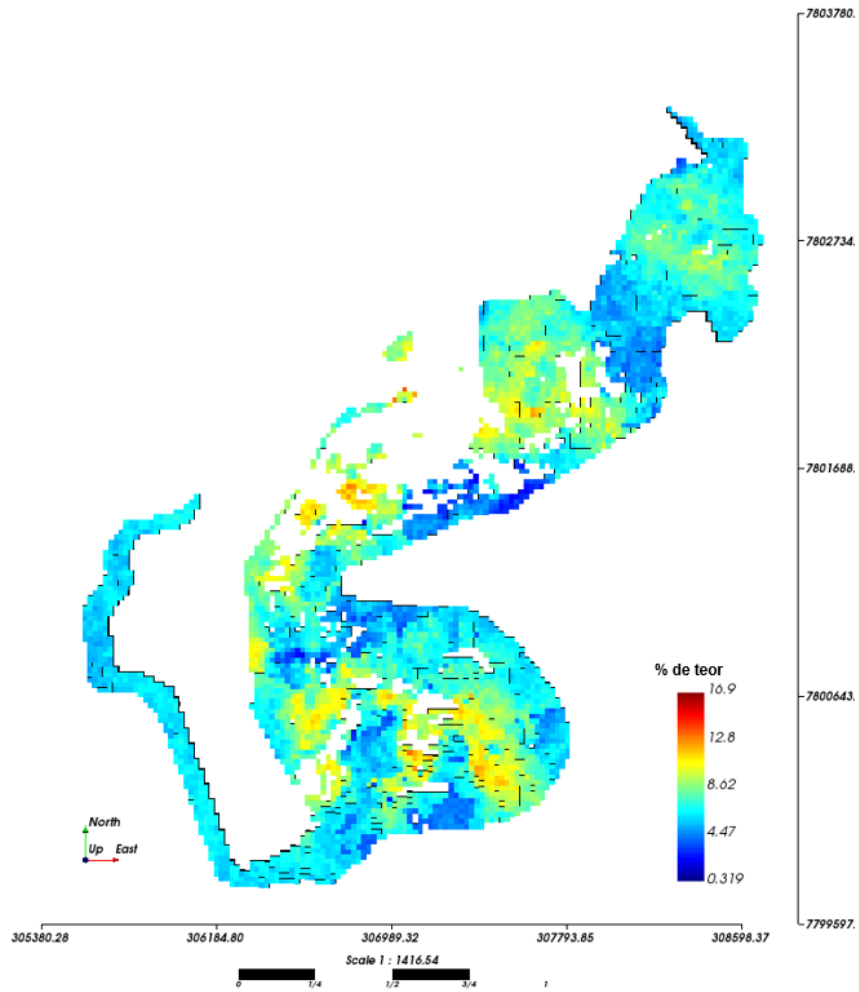 7803780.
7802734.
7801688.
% de teor
16.9
12.8
8.02
4.47
0.319
7800643.
North
Up East
7799597.
305380.28 306184.80 306989.32 307793.85 308598.37
Scale 1 : 1416.54
0 1/4 1/2 3/4 1